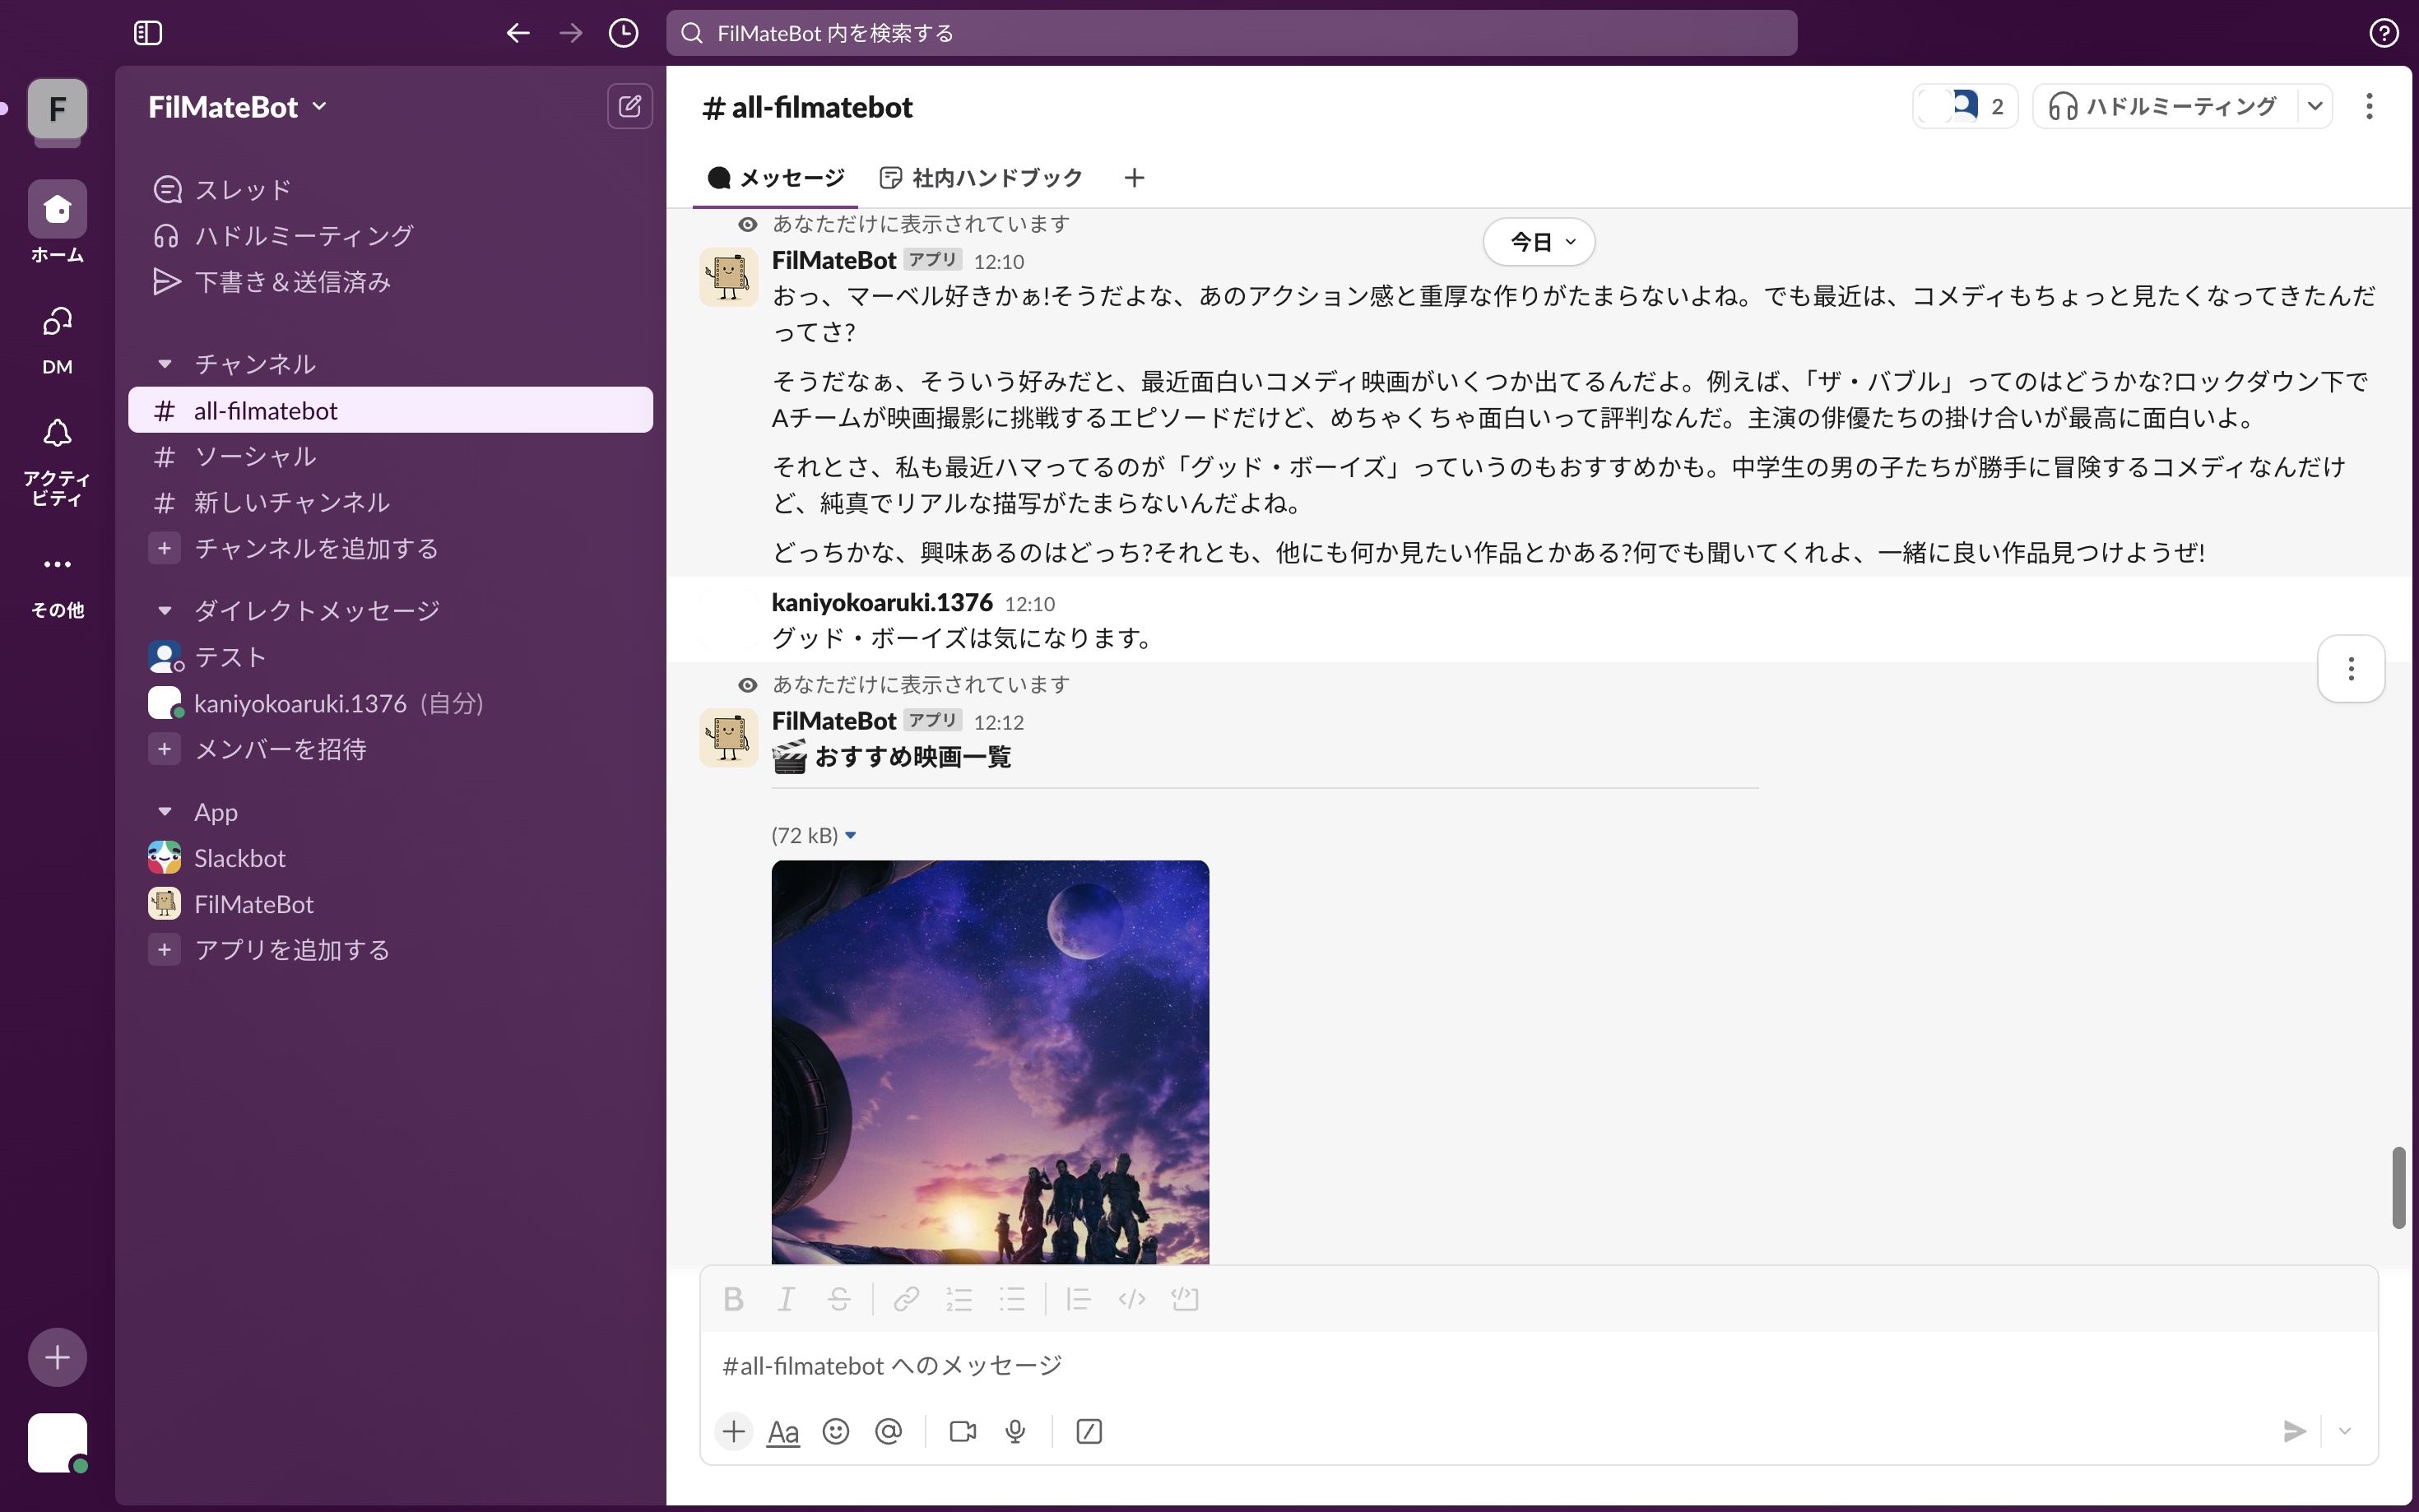 FilMateBot 内を検索する
F
ホーム
DM
アクティ
ビティ
その他
FilMateBot
スレッド
ハドルミーティング
下書き＆送信済み
チャンネル
# all-filmatebot
# ソーシャル
# 新しいチャンネル
+ チャンネルを追加する
ダイレクトメッセージ
テスト
kaniyokoaruki.1376 (自分)
+ メンバーを招待
App
Slackbot
FilMateBot
+ アプリを追加する
# all-filmatebot
2
ハドルミーティング
メッセージ 社内ハンドブック +
あなただけに表示されています
今日
FilMateBot アプリ 12:10
おっ、マーベル好きかぁ!そうだよな、あのアクション感と重厚な作りがたまらないよね。でも最近は、コメディもちょっと見たくなってきたんだ
ってさ?
そうだなぁ、そういう好みだと、最近面白いコメディ映画がいくつか出てるんだよ。例えば、「ザ・バブル」ってのはどうかな?ロックダウン下で
Aチームが映画撮影に挑戦するエピソードだけど、めちゃくちゃ面白いって評判なんだ。主演の俳優たちの掛け合いが最高に面白いよ。
それとさ、私も最近ハマってるのが「グッド・ボーイズ」っていうのもおすすめかも。中学生の男の子たちが勝手に冒険するコメディなんだけ
ど、純真でリアルな描写がたまらないんだよね。
どっちかな、興味あるのはどっち?それとも、他にも何か見たい作品とかある?何でも聞いてくれよ、一緒に良い作品見つけようぜ!
kaniyokoaruki.1376 12:10
グッド・ボーイズは気になります。
あなただけに表示されています
FilMateBot アプリ 12:12
おすすめ映画一覧
(72 kB)
#all-filmatebot へのメッセージ
Aa